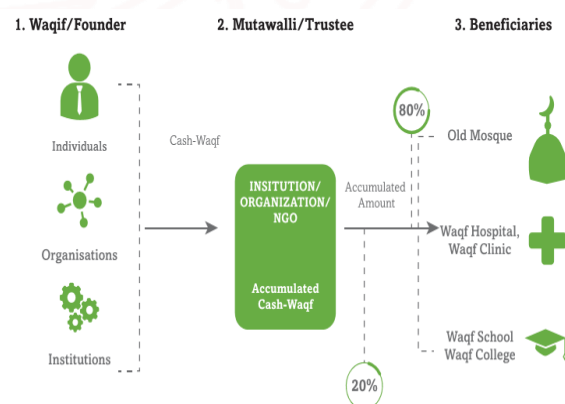 1. Waqif/Founder
2. Mutawalli/Trustee
3. Beneficiaries
Individuals
Organisations
Institutions
Cash-Waqf
INSITUTION/
ORGANIZATION/
NGO
Accumulated
Cash-Waqf
Accumulated
Amount
80%
20%
Old Mosque
Waqf Hospital,
Waqf Clinic
Waqf School
Waqf College